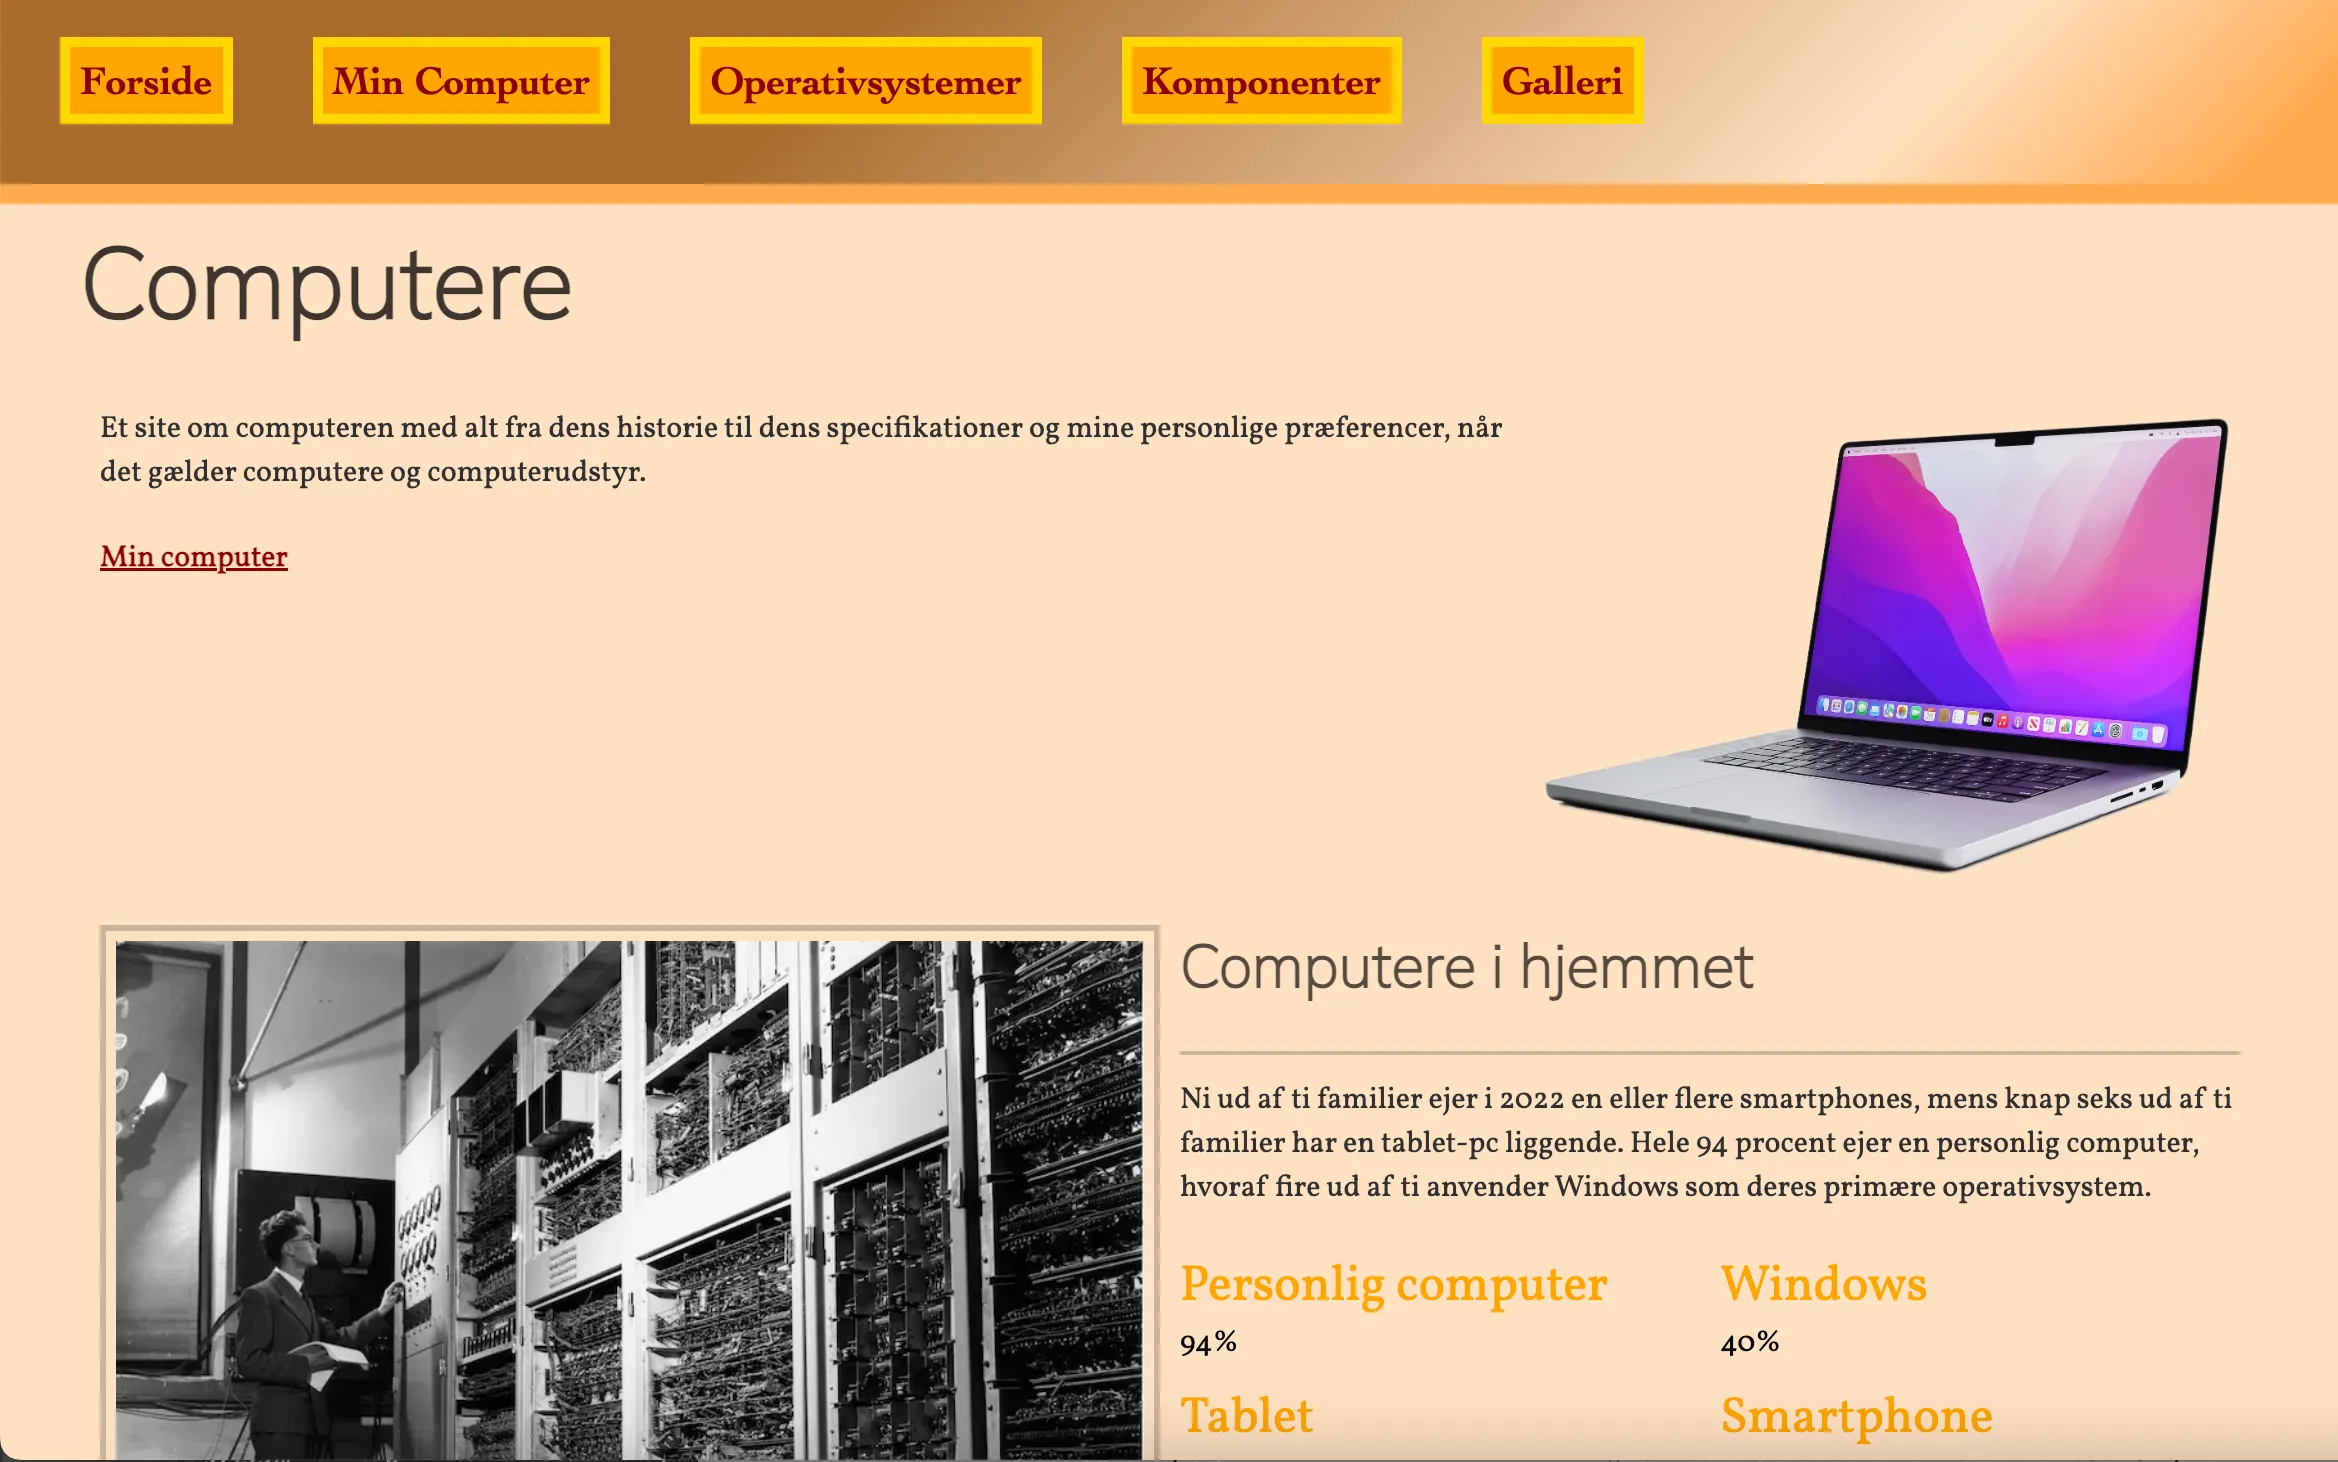 Forside
Min Computer
Operativsystemer
Komponenter
Galleri
Computere
Et site om computeren med alt fra dens historie til dens specifikationer og mine personlige præferencer, når
det gælder computere og computerudstyr.
Min computer
Computere i hjemmet
Ni ud af ti familier ejer i 2022 en eller flere smartphones, mens knap seks ud af ti
familier har en tablet-pc liggende. Hele 94 procent ejer en personlig computer,
hvoraf fire ud af ti anvender Windows som deres primære operativsystem.
Personlig computer
94%
Windows
40%
Tablet
Smartphone